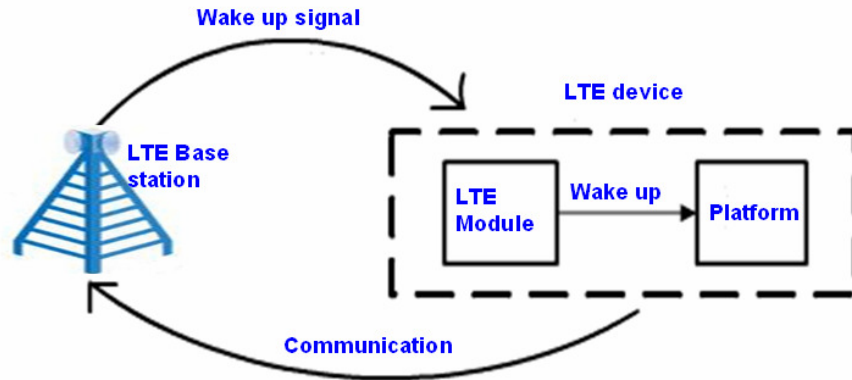 Wake up signal
LTE device
LTE Base
station
LTE
Module
Wake up
Platform
Communication